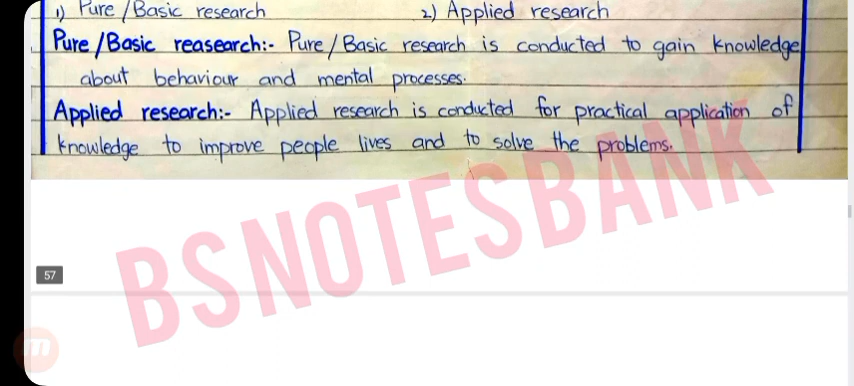 1) Pure/Basic research 2) Applied research
Pure/Basic reasearch:- Pure/Basic research is conducted to gain knowledge
about behaviour and mental processes.
Applied research:- Applied research is conducted for practical application of
knowledge to improve people lives and to solve the problems.
BSNOTESBANK
57
m